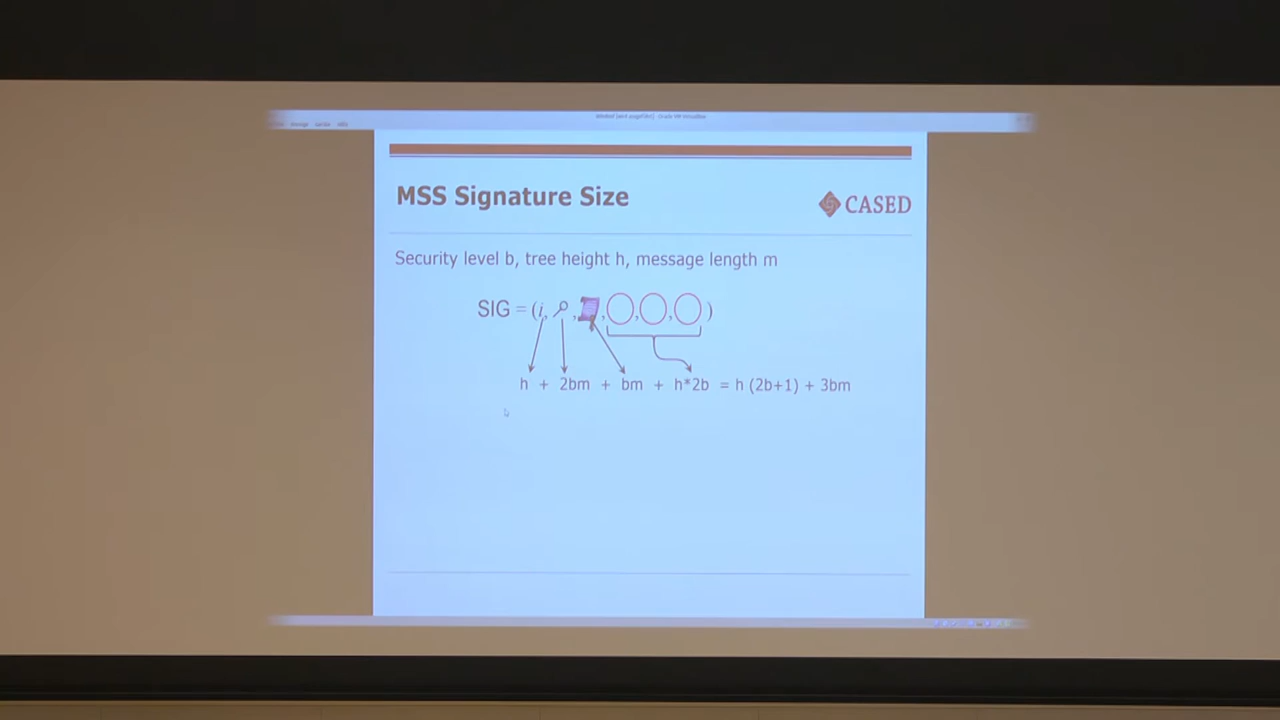 MSS Signature Size
CASED
Security level b, tree height h, message length m
SIG = (i, , , , , )
h + 2bm + bm + h*2b = h (2b+1) + 3bm